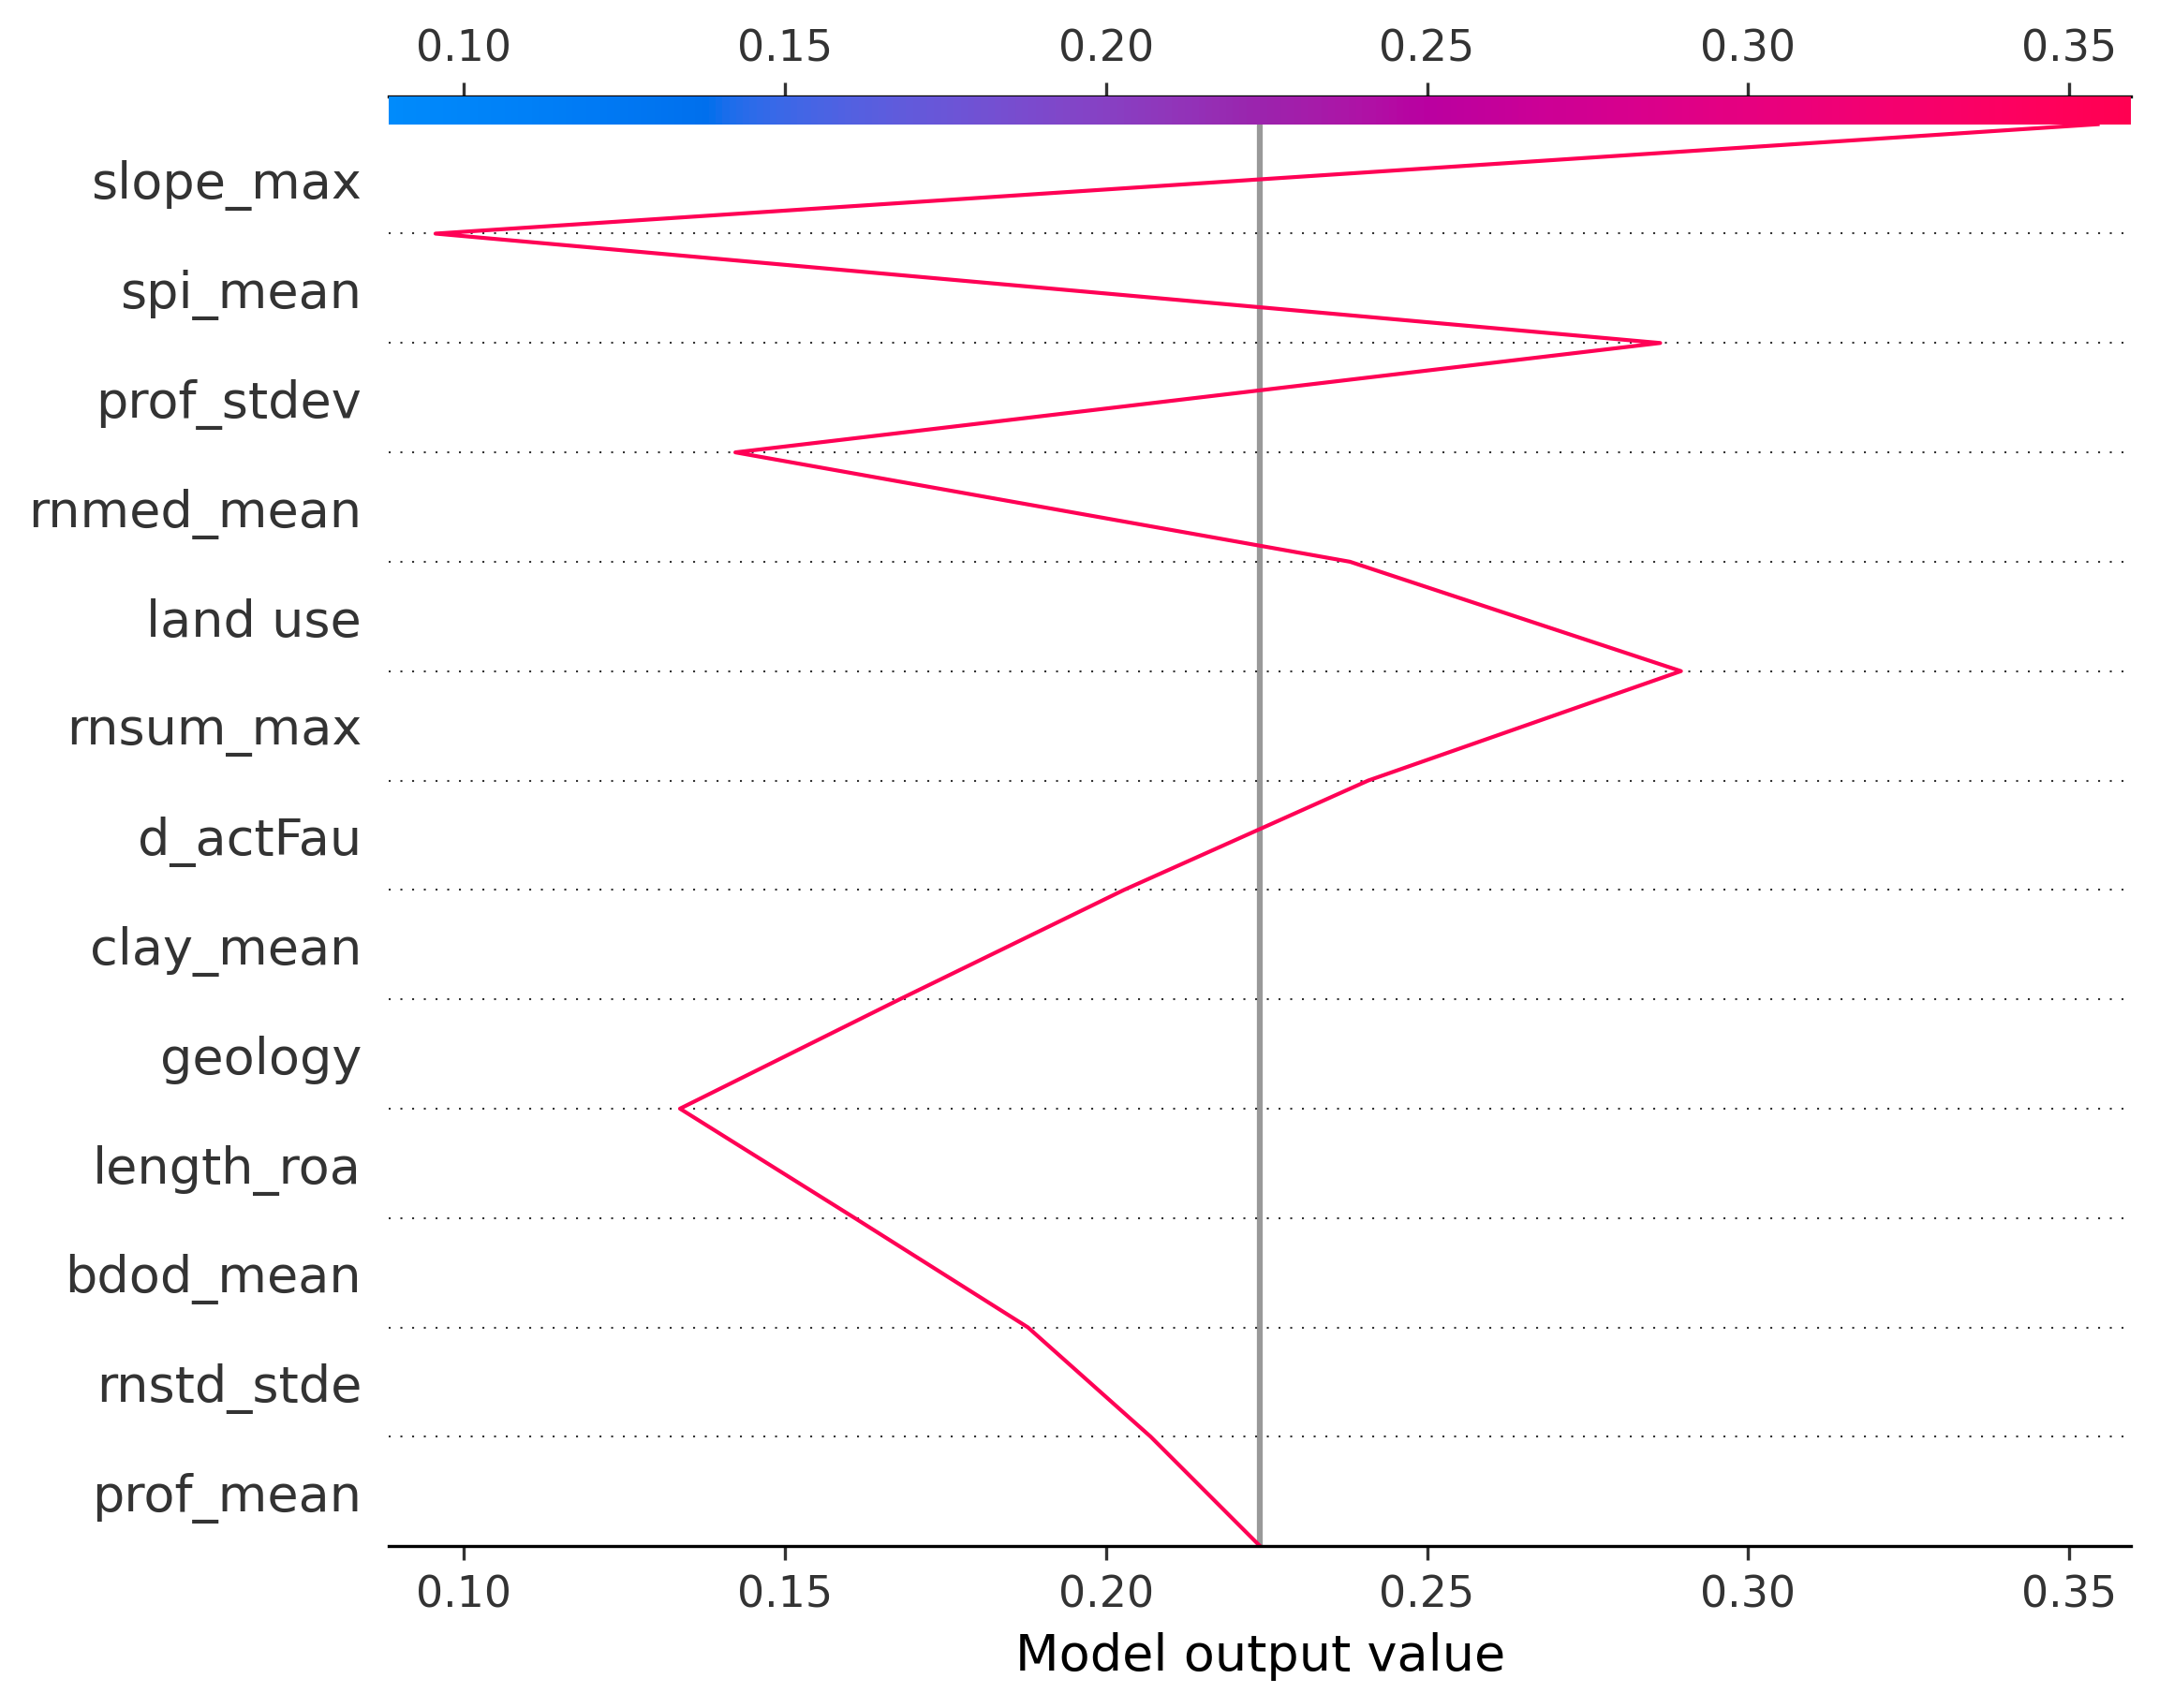 0.10 0.15 0.20 0.25 0.30 0.35
slope_max
spi_mean
prof_stdev
rnmed_mean
land use
rnsum_max
d_actFau
clay_mean
geology
length_roa
bdod_mean
rnstd_stde
prof_mean
0.10 0.15 0.20 0.25 0.30 0.35
Model output value